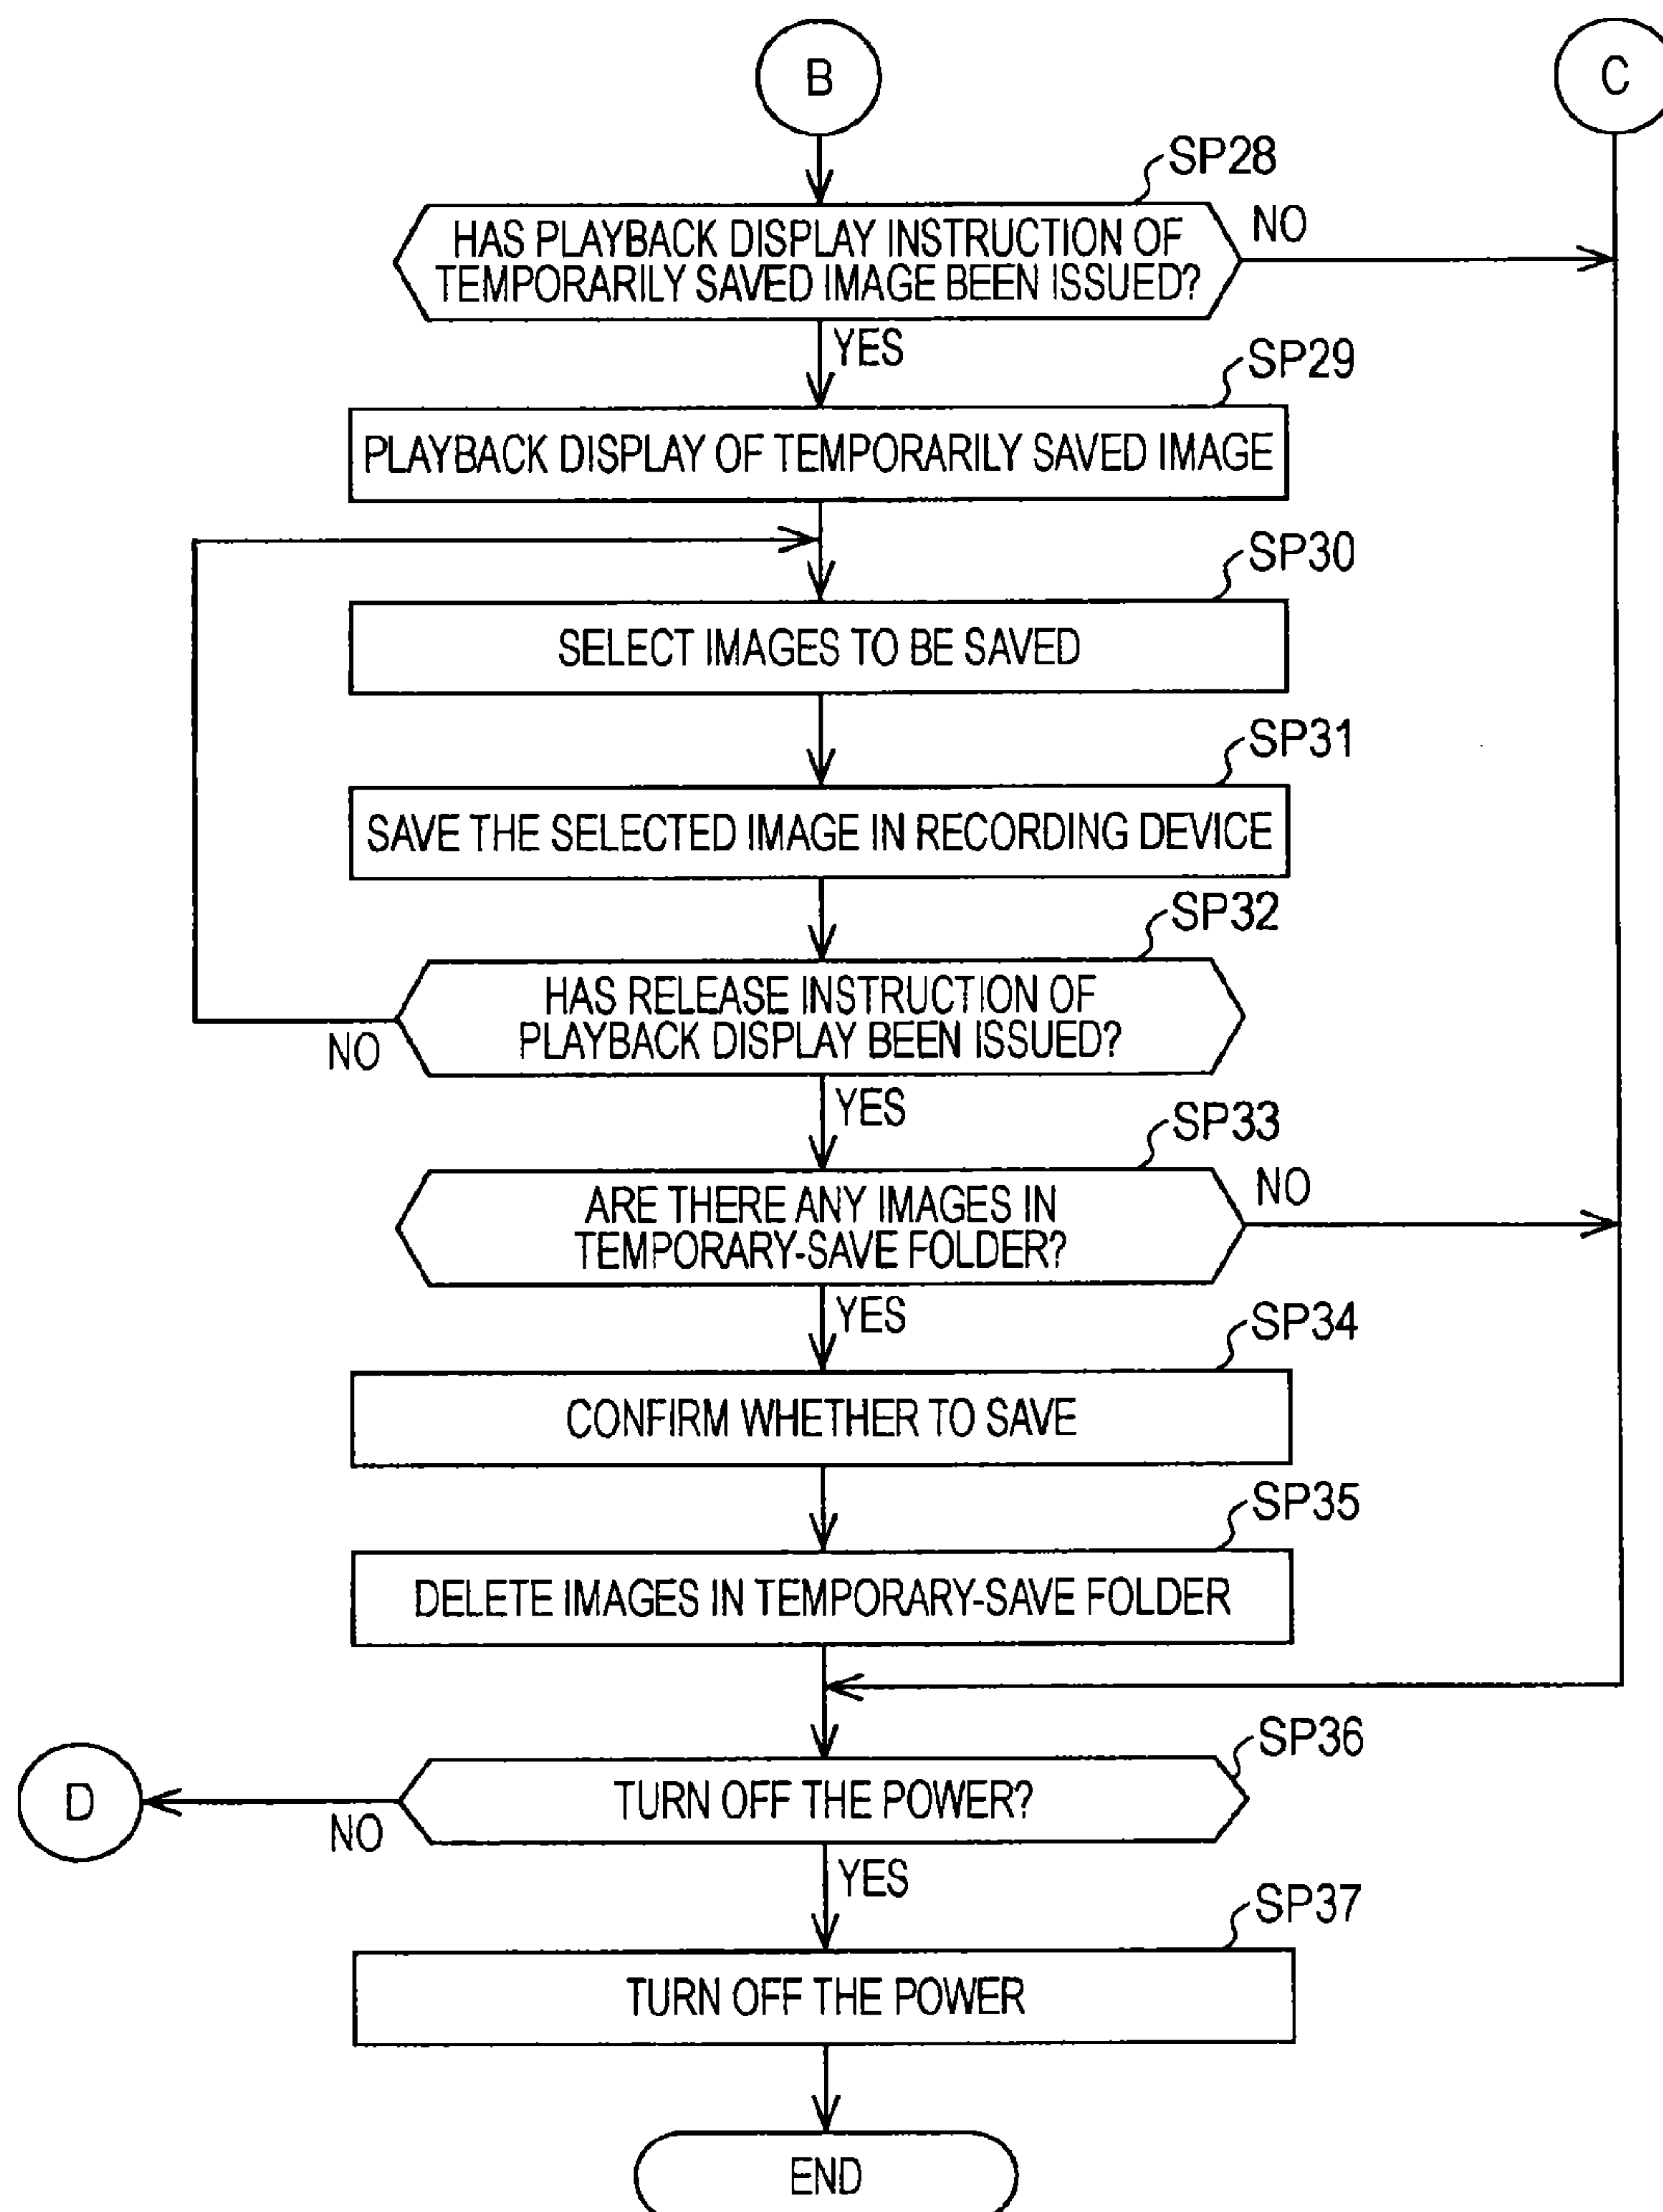 B
C
SP28
HAS PLAYBACK DISPLAY INSTRUCTION OF
TEMPORARILY SAVED IMAGE BEEN ISSUED?
NO
YES
SP29
PLAYBACK DISPLAY OF TEMPORARILY SAVED IMAGE
SP30
SELECT IMAGES TO BE SAVED
SP31
SAVE THE SELECTED IMAGE IN RECORDING DEVICE
SP32
HAS RELEASE INSTRUCTION OF
PLAYBACK DISPLAY BEEN ISSUED?
NO
YES
SP33
ARE THERE ANY IMAGES IN
TEMPORARY-SAVE FOLDER?
NO
YES
SP34
CONFIRM WHETHER TO SAVE
SP35
DELETE IMAGES IN TEMPORARY-SAVE FOLDER
SP36
TURN OFF THE POWER?
D
NO
YES
SP37
TURN OFF THE POWER
END